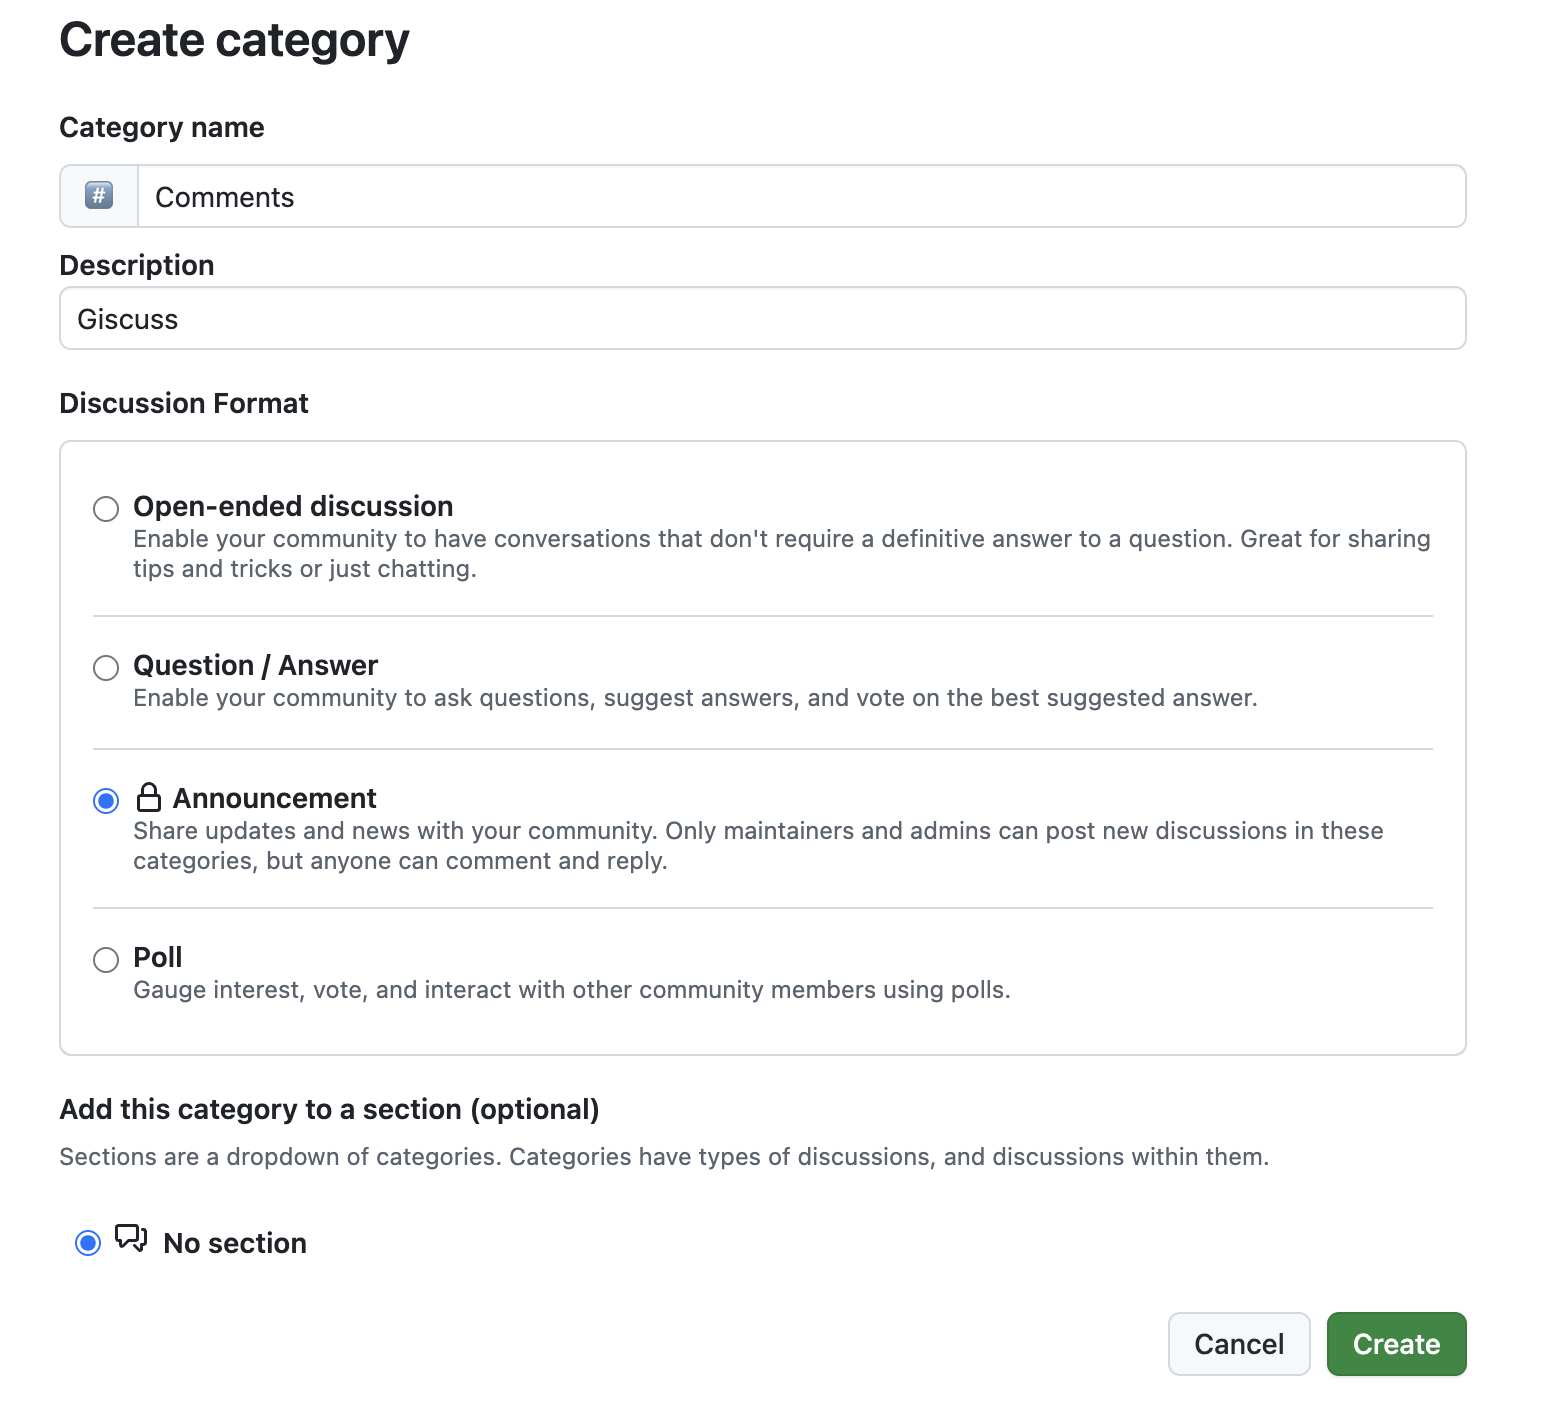 Create category
Category name
# Comments
Description
Giscuss
Discussion Format
Open-ended discussion
Enable your community to have conversations that don't require a definitive answer to a question. Great for sharing
tips and tricks or just chatting.
Question / Answer
Enable your community to ask questions, suggest answers, and vote on the best suggested answer.
Announcement
Share updates and news with your community. Only maintainers and admins can post new discussions in these
categories, but anyone can comment and reply.
Poll
Gauge interest, vote, and interact with other community members using polls.
Add this category to a section (optional)
Sections are a dropdown of categories. Categories have types of discussions, and discussions within them.
No section
Cancel Create